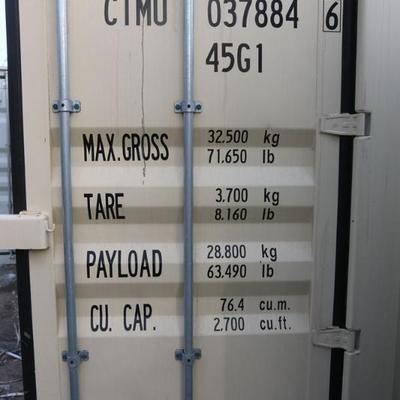 CTMU 037884 6
45G1
MAX.GROSS 32.500 kg
71.650 lb
TARE 3.700 kg
8.160 lb
PAYLOAD 28,800 kg
63.490 lb
CU. CAP. 76.4 cu.m.
2,700 cu.ft.